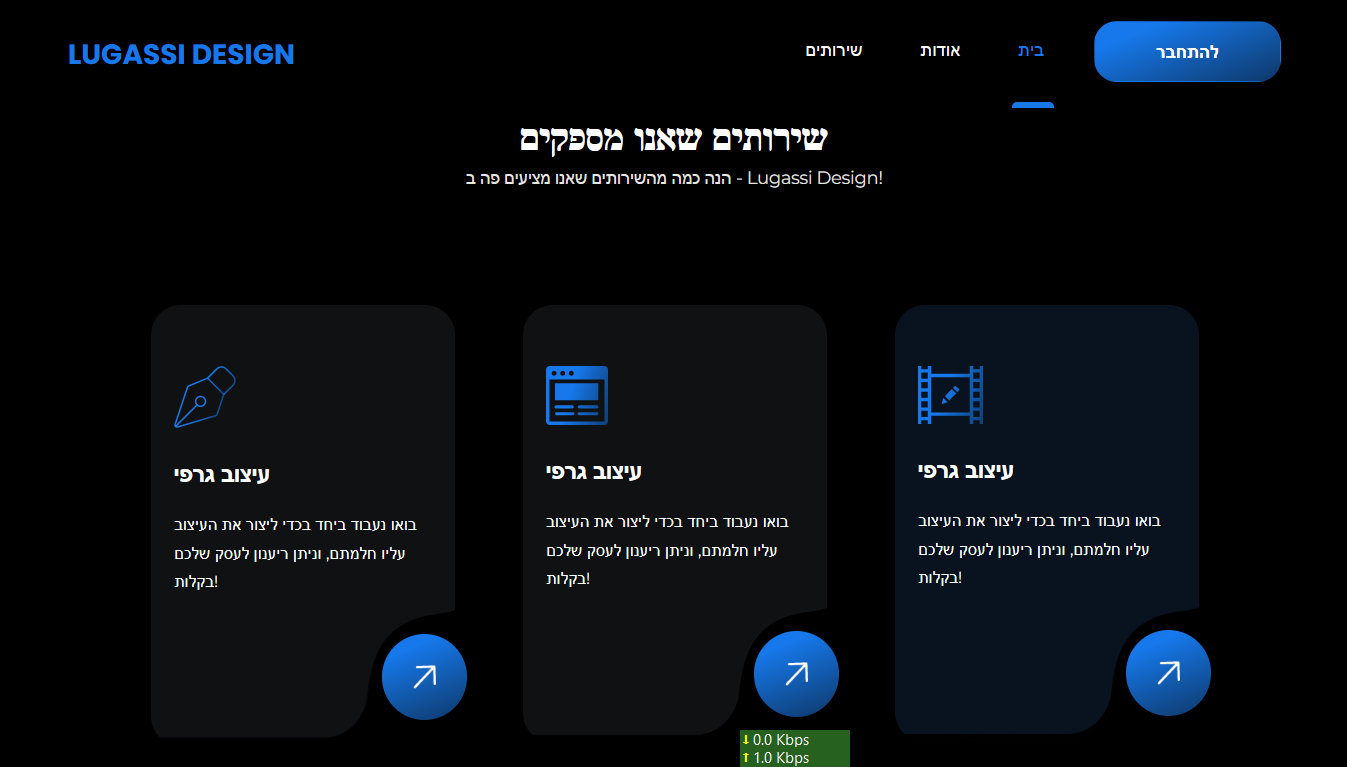 LUGASSI DESIGN
שירותים
אודות
בית
להתחבר
שירותים שאנו מספקים
הנה כמה מהשירותים שאנו מציעים פה ב - Lugassi Design!
עיצוב גרפי
בואו נעבוד ביחד בכדי ליצור את העיצוב
עליו חלמתם, וניתן ריענון לעסק שלכם
בקלות!
עיצוב גרפי
בואו נעבוד ביחד בכדי ליצור את העיצוב
עליו חלמתם, וניתן ריענון לעסק שלכם
בקלות!
עיצוב גרפי
בואו נעבוד ביחד בכדי ליצור את העיצוב
עליו חלמתם, וניתן ריענון לעסק שלכם
בקלות!
0.0 Kbps
1.0 Kbps